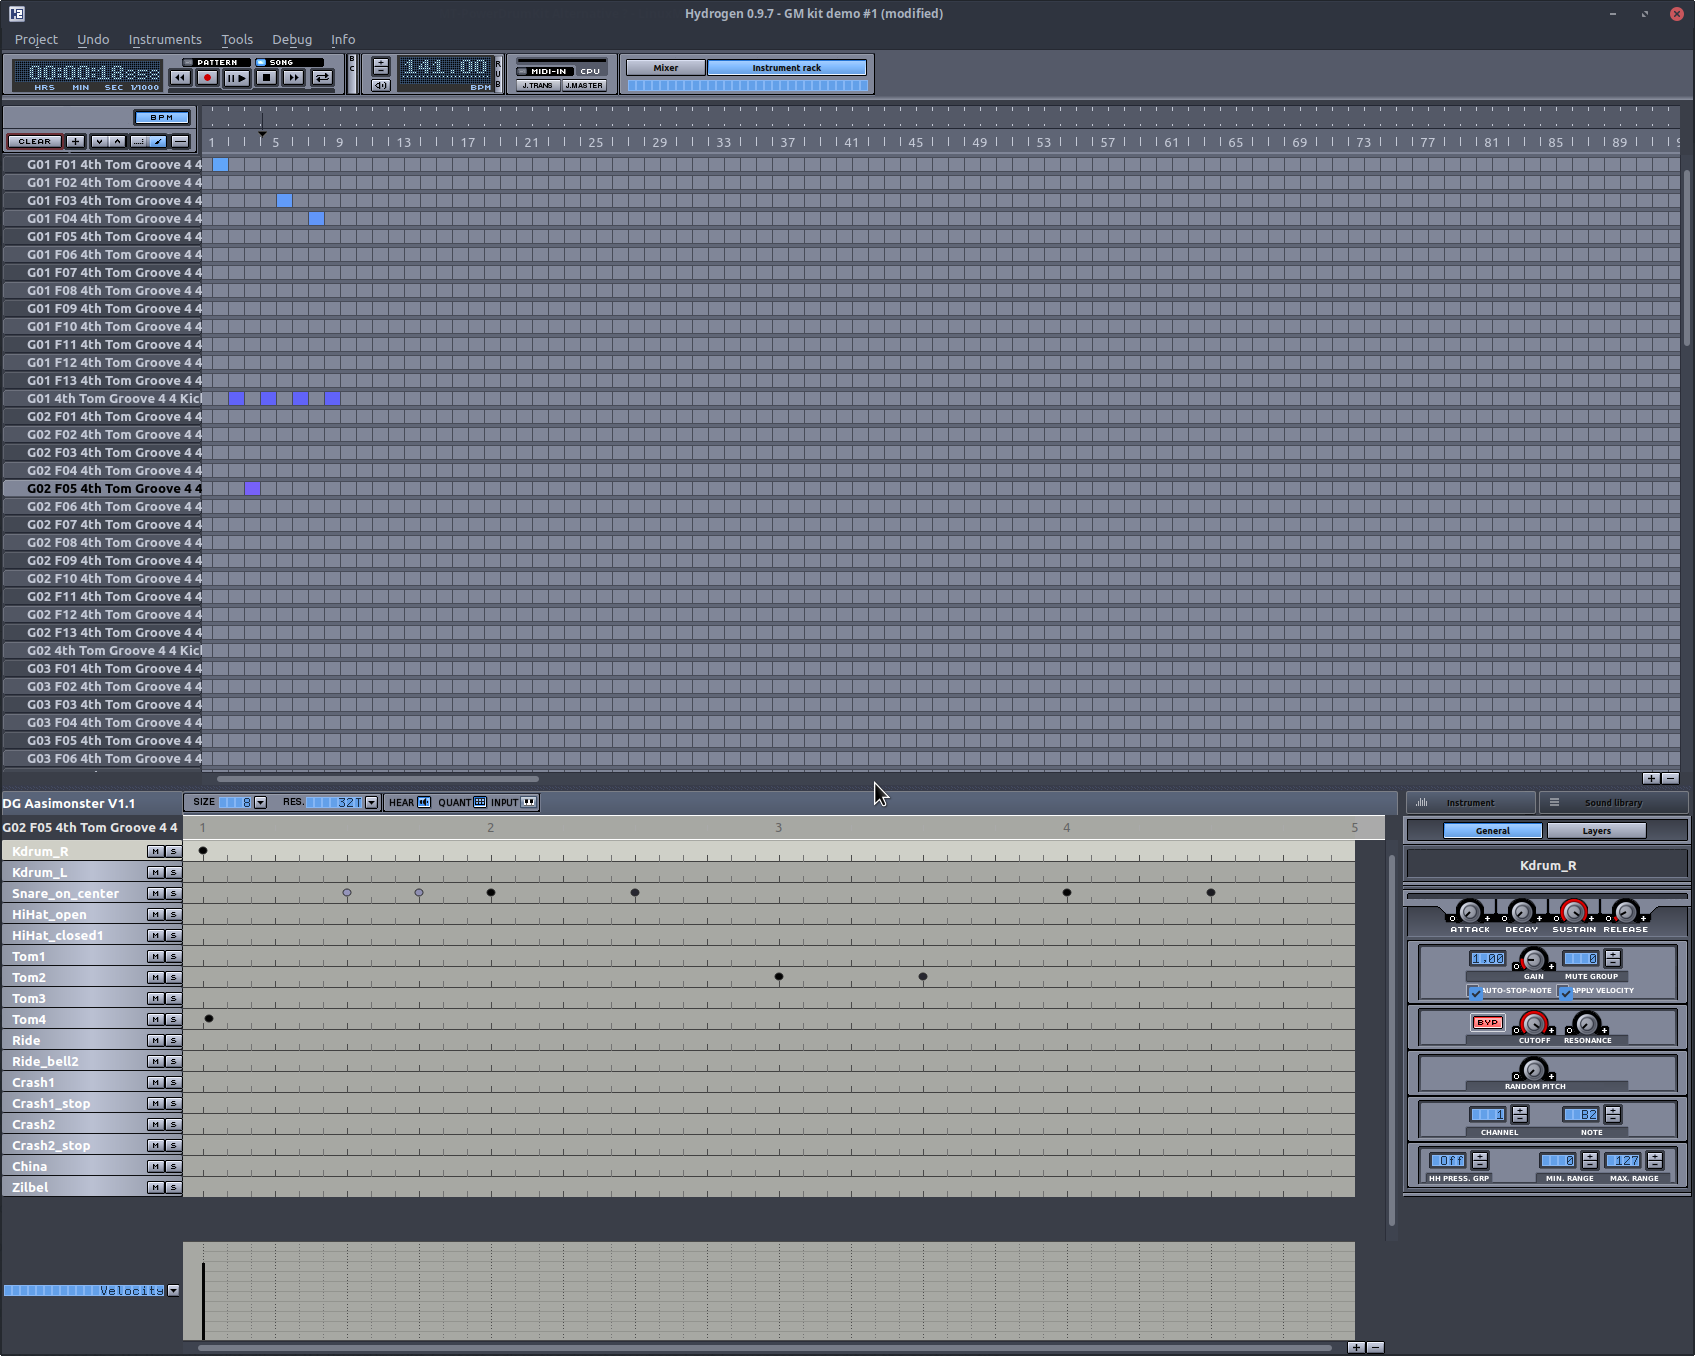 Hydrogen 0.9.7 - GM kit demo #1 (modified)
Project Undo Instruments Tools Debug Info
00:00:18
HRS MIN SEC 1/1000
PATTERN SONG
B C
141.00
BPM
R U B
MIDI-IN CPU
J.TRANS J.MASTER
Mixer Instrument rack
BPM
CLEAR
1 5 9 13 17 21 25 29 33 37 41 45 49 53 57 61 65 69 73 77 81 85 89
G01 F01 4th Tom Groove 4 4
G01 F02 4th Tom Groove 4 4
G01 F03 4th Tom Groove 4 4
G01 F04 4th Tom Groove 4 4
G01 F05 4th Tom Groove 4 4
G01 F06 4th Tom Groove 4 4
G01 F07 4th Tom Groove 4 4
G01 F08 4th Tom Groove 4 4
G01 F09 4th Tom Groove 4 4
G01 F10 4th Tom Groove 4 4
G01 F11 4th Tom Groove 4 4
G01 F12 4th Tom Groove 4 4
G01 F13 4th Tom Groove 4 4
G01 4th Tom Groove 4 4 Kic
G02 F01 4th Tom Groove 4 4
G02 F02 4th Tom Groove 4 4
G02 F03 4th Tom Groove 4 4
G02 F04 4th Tom Groove 4 4
G02 F05 4th Tom Groove 4 4
G02 F06 4th Tom Groove 4 4
G02 F07 4th Tom Groove 4 4
G02 F08 4th Tom Groove 4 4
G02 F09 4th Tom Groove 4 4
G02 F10 4th Tom Groove 4 4
G02 F11 4th Tom Groove 4 4
G02 F12 4th Tom Groove 4 4
G02 F13 4th Tom Groove 4 4
G02 4th Tom Groove 4 4 Kic
G03 F01 4th Tom Groove 4 4
G03 F02 4th Tom Groove 4 4
G03 F03 4th Tom Groove 4 4
G03 F04 4th Tom Groove 4 4
G03 F05 4th Tom Groove 4 4
G03 F06 4th Tom Groove 4 4
DG Aasimonster V1.1
SIZE 8 RES. 32T HEAR QUANT INPUT
G02 F05 4th Tom Groove 4 4
1 2 3 4 5
Kdrum_R M S
Kdrum_L M S
Snare_on_center M S
HiHat_open M S
HiHat_closed1 M S
Tom1 M S
Tom2 M S
Tom3 M S
Tom4 M S
Ride M S
Ride_bell2 M S
Crash1 M S
Crash1_stop M S
Crash2 M S
Crash2_stop M S
China M S
Zilbel M S
Velocity
Instrument Sound library
General Layers
Kdrum_R
ATTACK DECAY SUSTAIN RELEASE
1.00 0
GAIN MUTE GROUP
AUTO-STOP-NOTE APPLY VELOCITY
BYP
CUTOFF RESONANCE
RANDOM PITCH
1 B2
CHANNEL NOTE
Off 0 127
HH PRESS. GRP MIN. RANGE MAX. RANGE